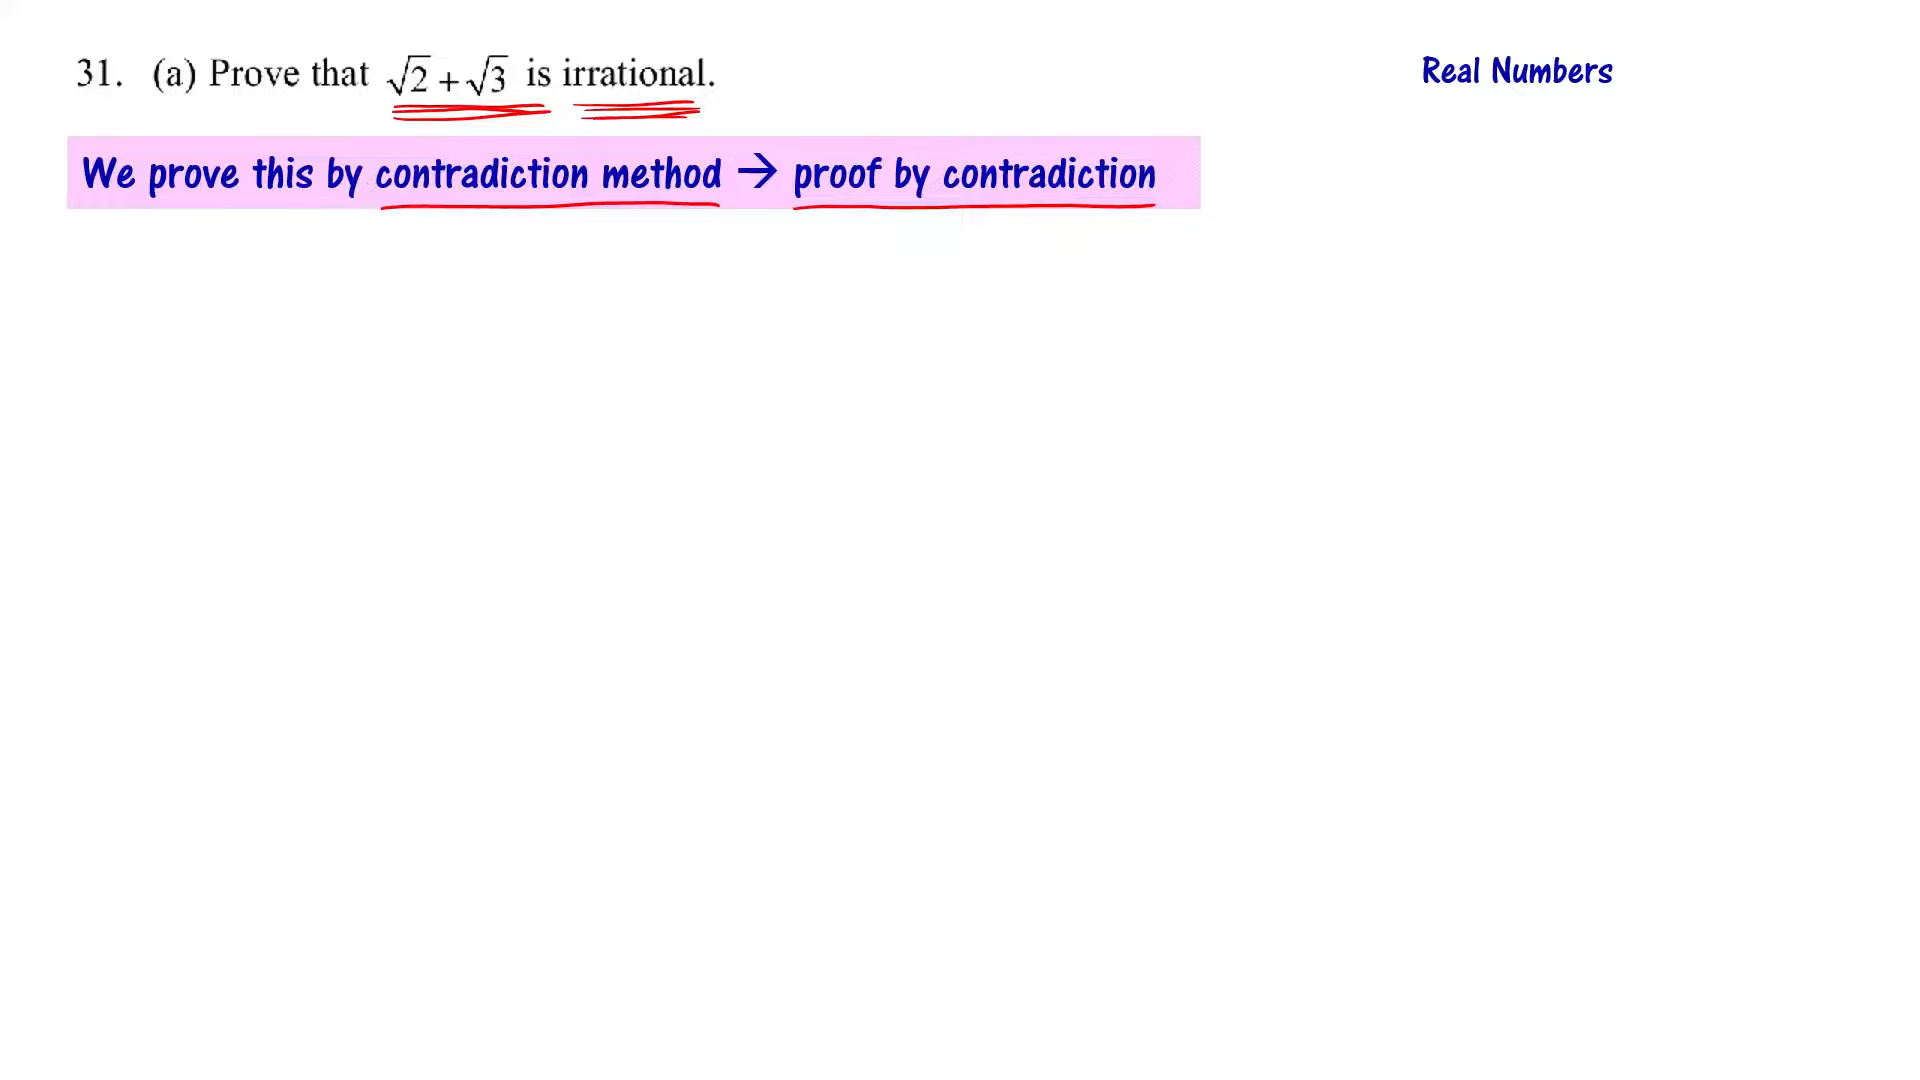 31. (a) Prove that √2 + √3 is irrational.
Real Numbers
We prove this by contradiction method → proof by contradiction